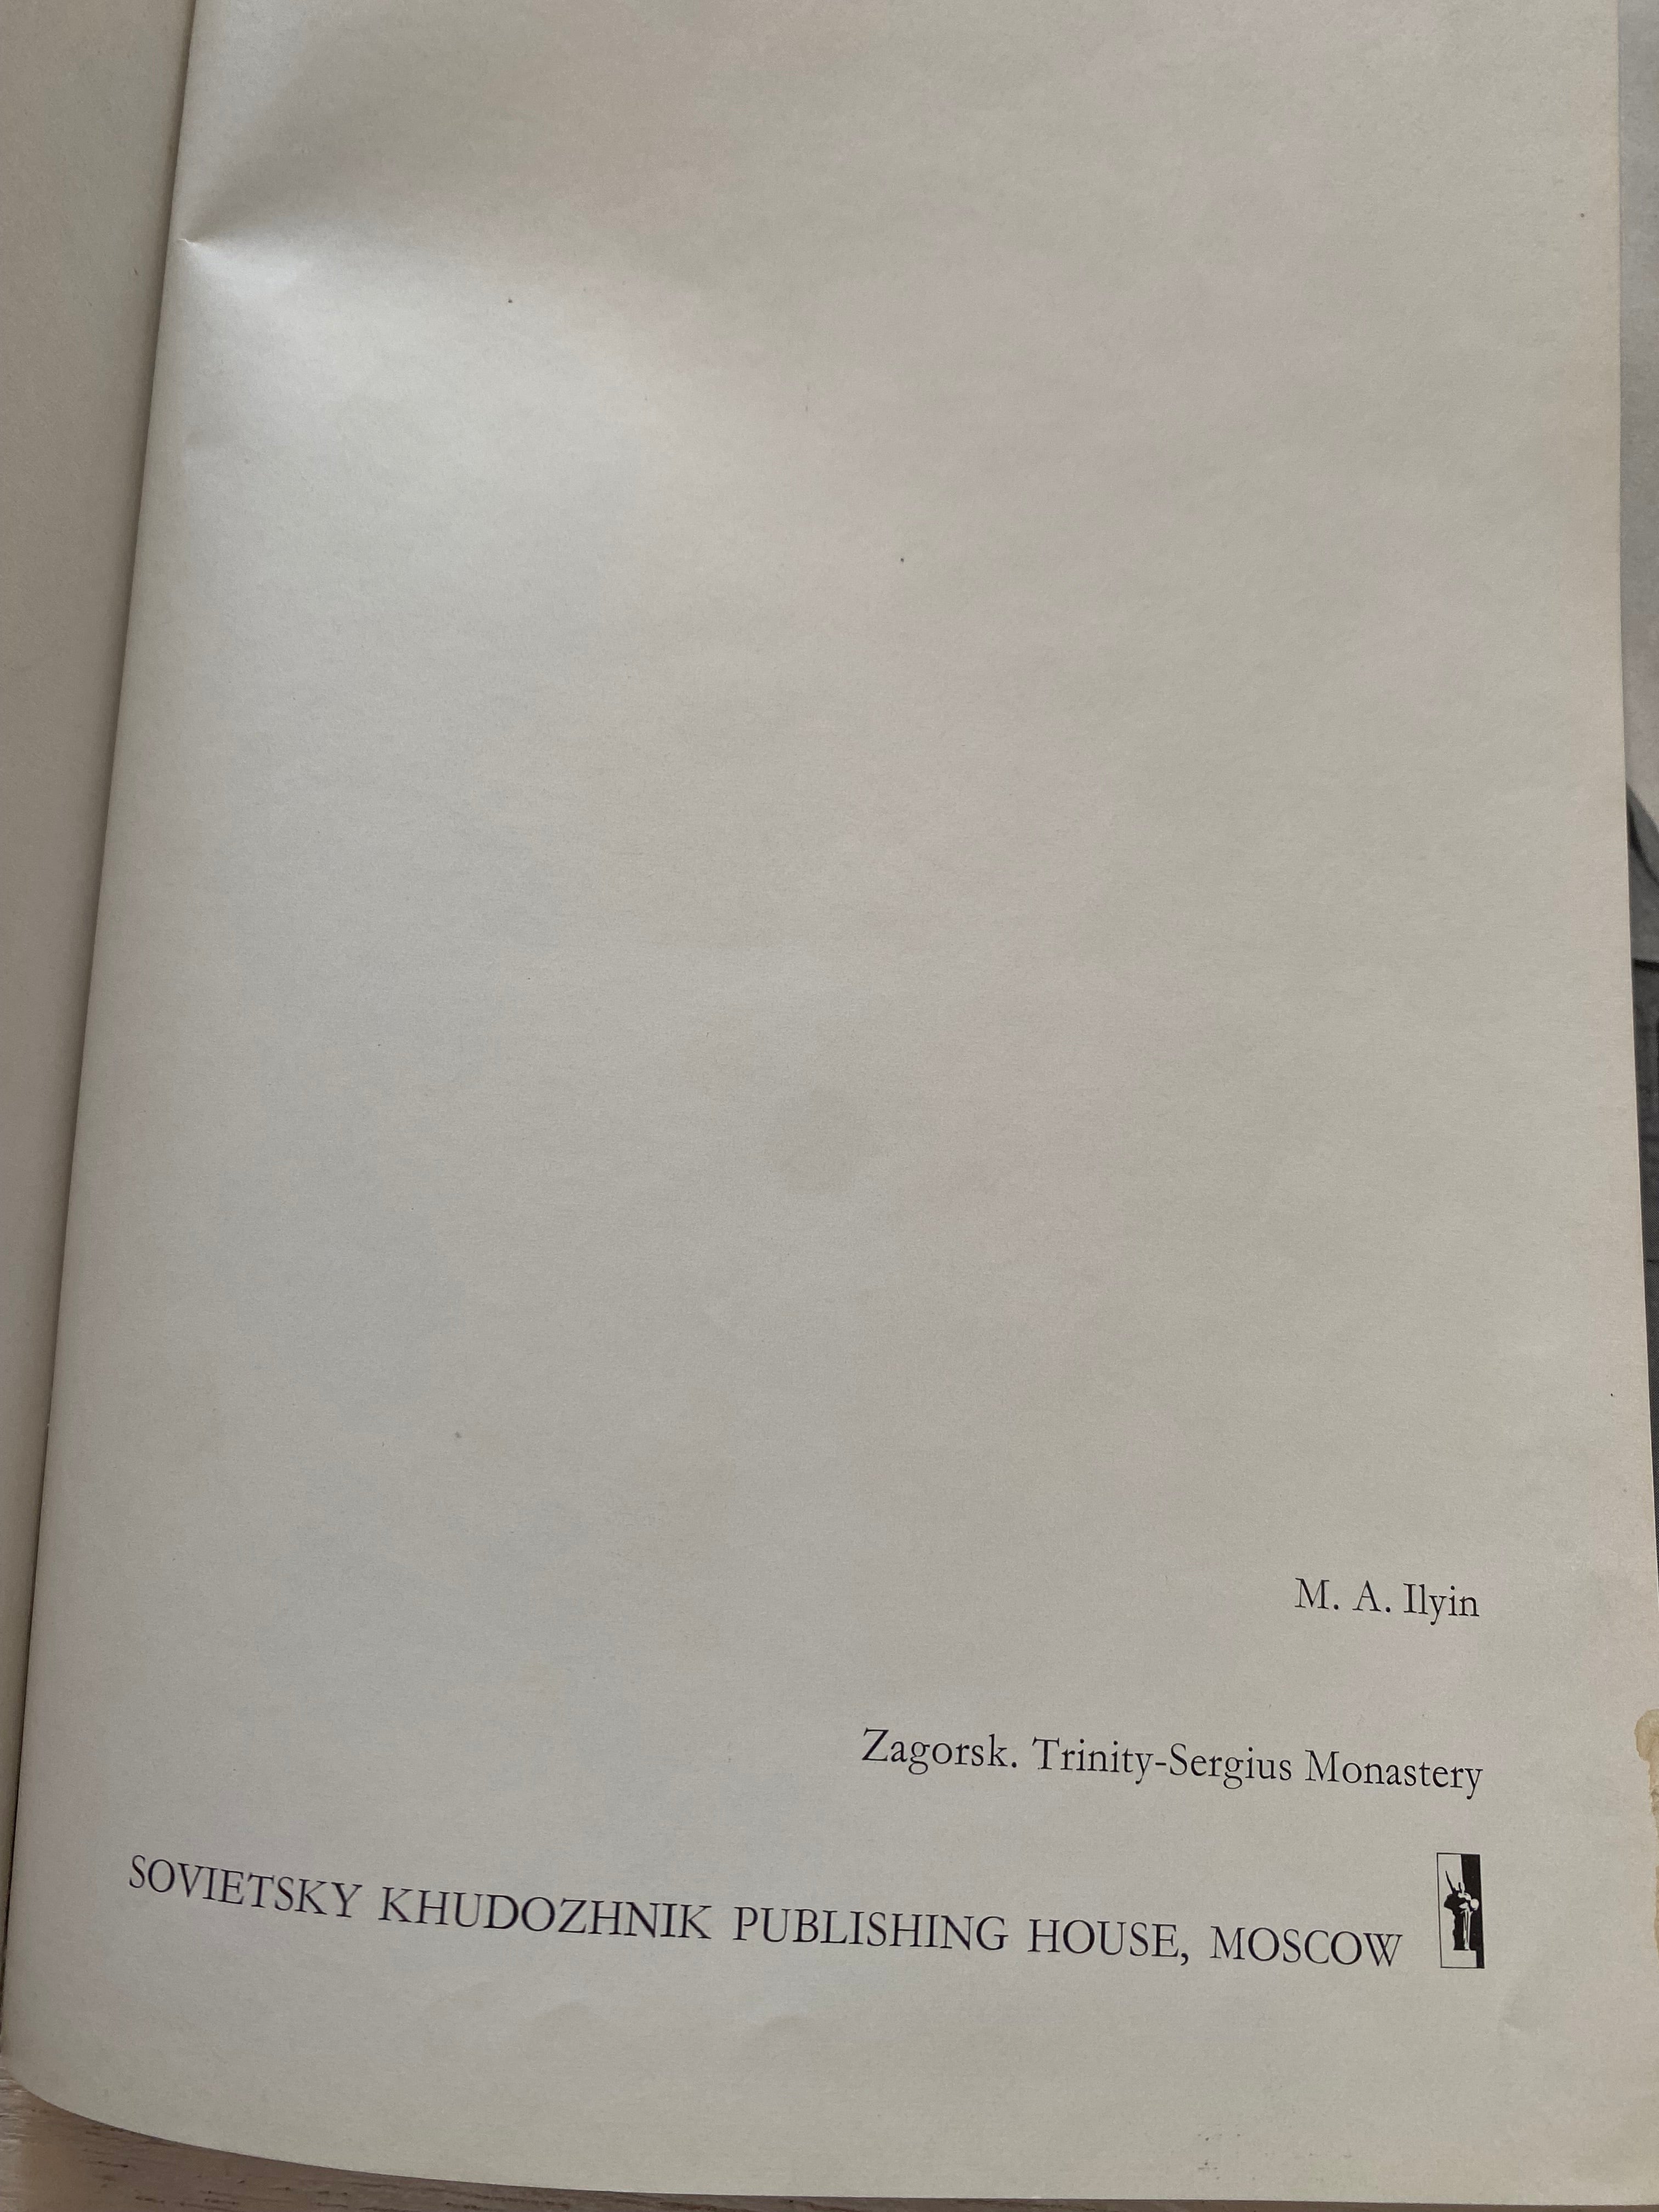 M. A. Ilyin
Zagorsk. Trinity-Sergius Monastery
SOVIETSKY KHUDOZHNIK PUBLISHING HOUSE, MOSCOW